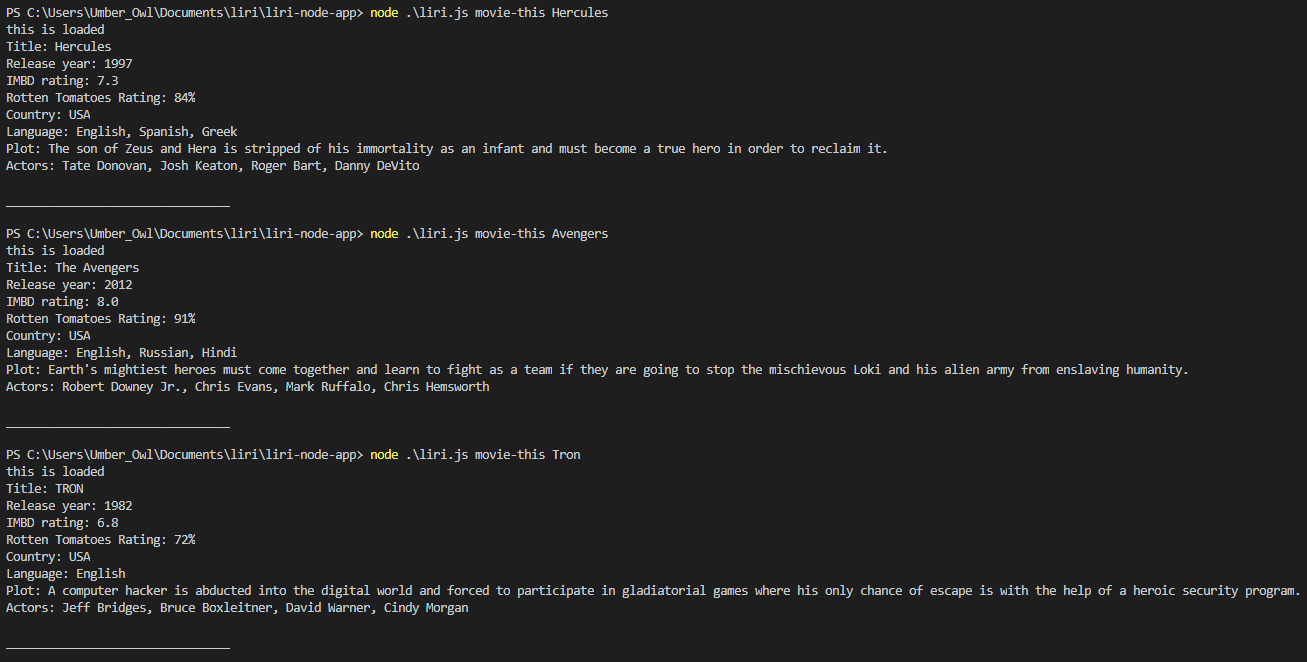 PS C:\Users\Umber_Owl\Documents\liri\liri-node-app> node .\liri.js movie-this Hercules
this is loaded
Title: Hercules
Release year: 1997
IMBD rating: 7.3
Rotten Tomatoes Rating: 84%
Country: USA
Language: English, Spanish, Greek
Plot: The son of Zeus and Hera is stripped of his immortality as an infant and must become a true hero in order to reclaim it.
Actors: Tate Donovan, Josh Keaton, Roger Bart, Danny DeVito
________________________________
PS C:\Users\Umber_Owl\Documents\liri\liri-node-app> node .\liri.js movie-this Avengers
this is loaded
Title: The Avengers
Release year: 2012
IMBD rating: 8.0
Rotten Tomatoes Rating: 91%
Country: USA
Language: English, Russian, Hindi
Plot: Earth's mightiest heroes must come together and learn to fight as a team if they are going to stop the mischievous Loki and his alien army from enslaving humanity.
Actors: Robert Downey Jr., Chris Evans, Mark Ruffalo, Chris Hemsworth
________________________________
PS C:\Users\Umber_Owl\Documents\liri\liri-node-app> node .\liri.js movie-this Tron
this is loaded
Title: TRON
Release year: 1982
IMBD rating: 6.8
Rotten Tomatoes Rating: 72%
Country: USA
Language: English
Plot: A computer hacker is abducted into the digital world and forced to participate in gladiatorial games where his only chance of escape is with the help of a heroic security program.
Actors: Jeff Bridges, Bruce Boxleitner, David Warner, Cindy Morgan
________________________________